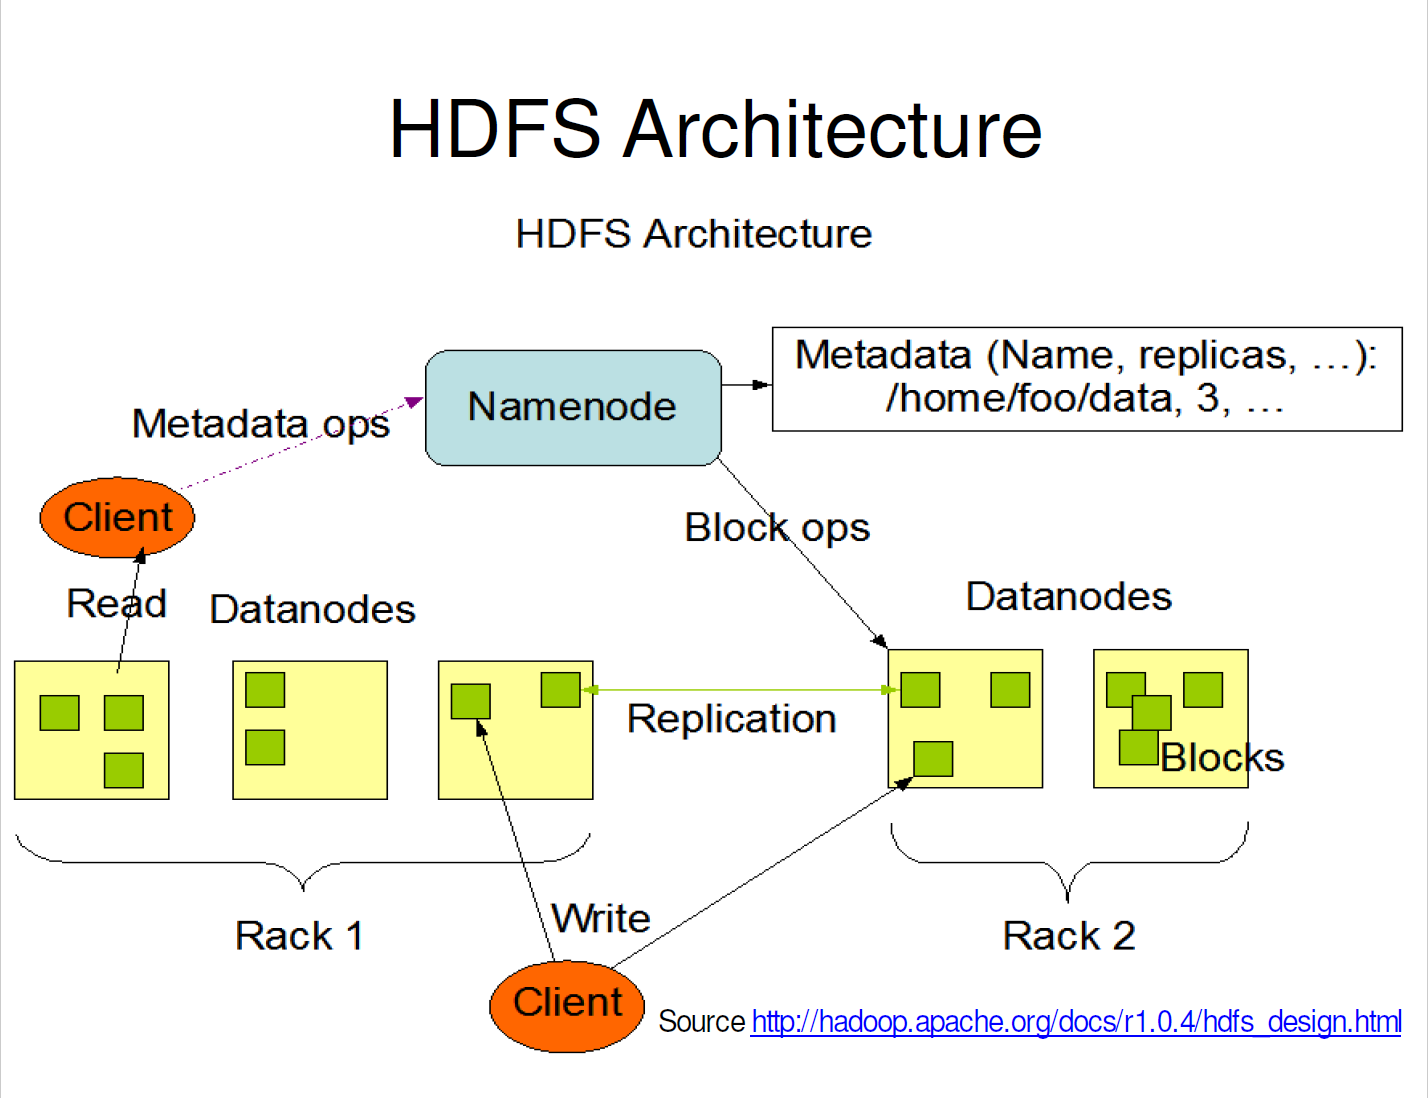 HDFS Architecture
HDFS Architecture
Metadata (Name, replicas, …):
/home/foo/data, 3, …
Namenode
Metadata ops
Client
Block ops
Read
Datanodes
Datanodes
Replication
Blocks
Rack 1
Write
Rack 2
Client
Source http://hadoop.apache.org/docs/r1.0.4/hdfs_design.html